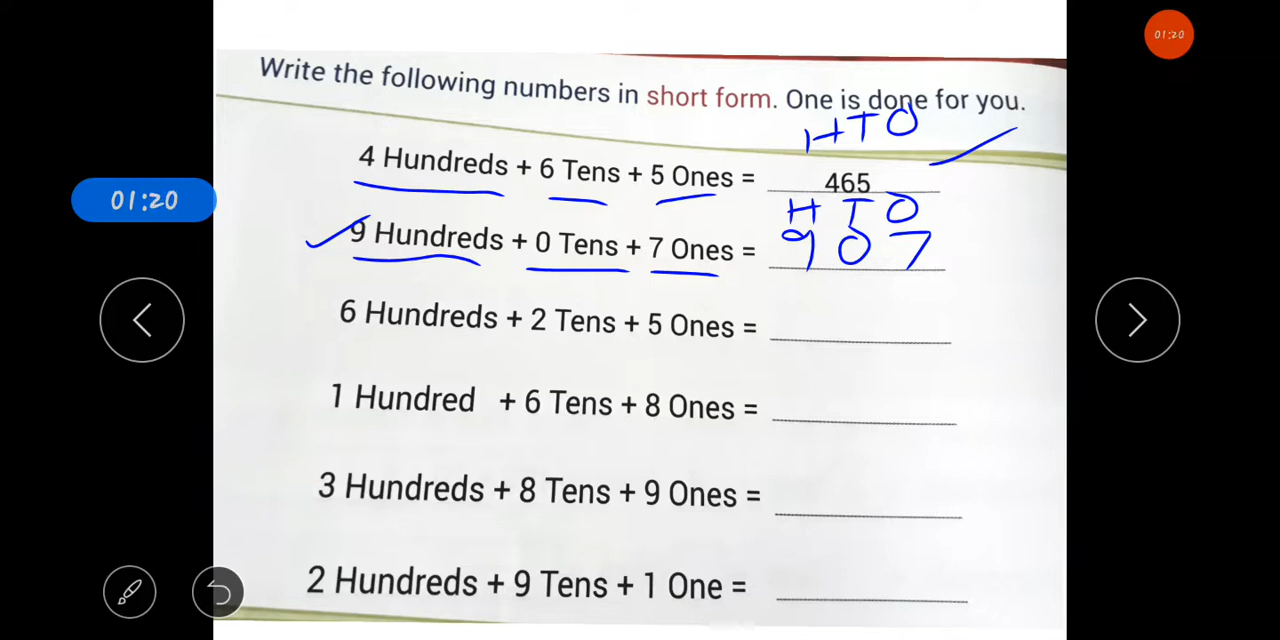 01:20
Write the following numbers in short form. One is done for you.
H T O
4 Hundreds + 6 Tens + 5 Ones = 465
H T O
9 Hundreds + 0 Tens + 7 Ones = 907
01:20
6 Hundreds + 2 Tens + 5 Ones =
1 Hundred + 6 Tens + 8 Ones =
3 Hundreds + 8 Tens + 9 Ones =
2 Hundreds + 9 Tens + 1 One =